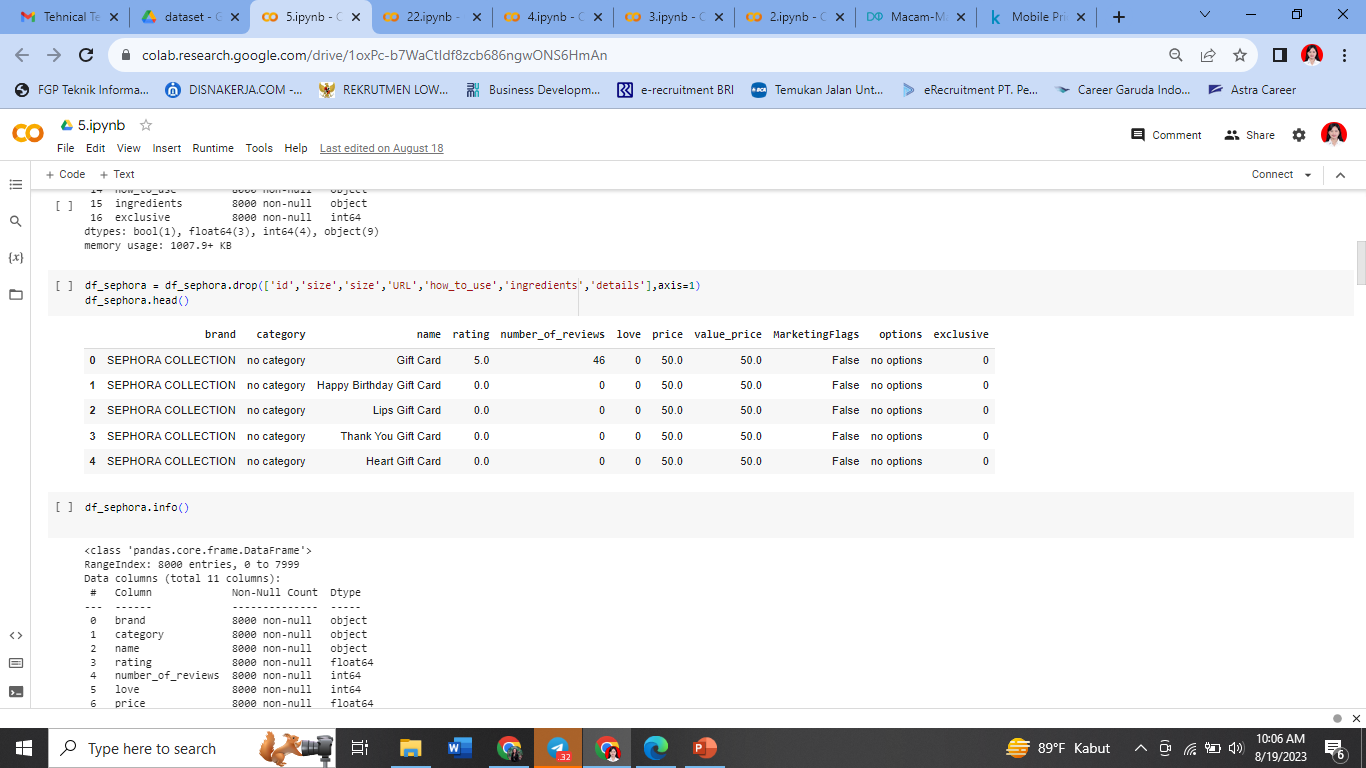 Tehnical Te
dataset - G
5.ipynb - C
22.ipynb -
4.ipynb - C
3.ipynb - C
2.ipynb - C
Macam-Ma
Mobile Pri
colab.research.google.com/drive/1oxPc-b7WaCtIdf8zcb686ngwONS6HmAn
FGP Teknik Informa... DISNAKERJA.COM -... REKRUTMEN LOW... Business Developm... e-recruitment BRI Temukan Jalan Unt... eRecruitment PT. Pe... Career Garuda Indo... Astra Career
5.ipynb
Comment Share
File Edit View Insert Runtime Tools Help Last edited on August 18
+ Code + Text Connect
14 how_to_use 8000 non-null object
[ ] 15 ingredients 8000 non-null object
16 exclusive 8000 non-null int64
dtypes: bool(1), float64(3), int64(4), object(9)
memory usage: 1007.9+ KB
[ ] df_sephora = df_sephora.drop(['id','size','size','URL','how_to_use','ingredients','details'],axis=1)
df_sephora.head()
brand category name rating number_of_reviews love price value_price MarketingFlags options exclusive
0 SEPHORA COLLECTION no category Gift Card 5.0 46 0 50.0 50.0 False no options 0
1 SEPHORA COLLECTION no category Happy Birthday Gift Card 0.0 0 0 50.0 50.0 False no options 0
2 SEPHORA COLLECTION no category Lips Gift Card 0.0 0 0 50.0 50.0 False no options 0
3 SEPHORA COLLECTION no category Thank You Gift Card 0.0 0 0 50.0 50.0 False no options 0
4 SEPHORA COLLECTION no category Heart Gift Card 0.0 0 0 50.0 50.0 False no options 0
[ ] df_sephora.info()
<class 'pandas.core.frame.DataFrame'>
RangeIndex: 8000 entries, 0 to 7999
Data columns (total 11 columns):
# Column Non-Null Count Dtype
--- ------ -------------- -----
0 brand 8000 non-null object
1 category 8000 non-null object
2 name 8000 non-null object
3 rating 8000 non-null float64
4 number_of_reviews 8000 non-null int64
5 love 8000 non-null int64
6 price 8000 non-null float64
Type here to search
32
89°F Kabut
10:06 AM
8/19/2023
6